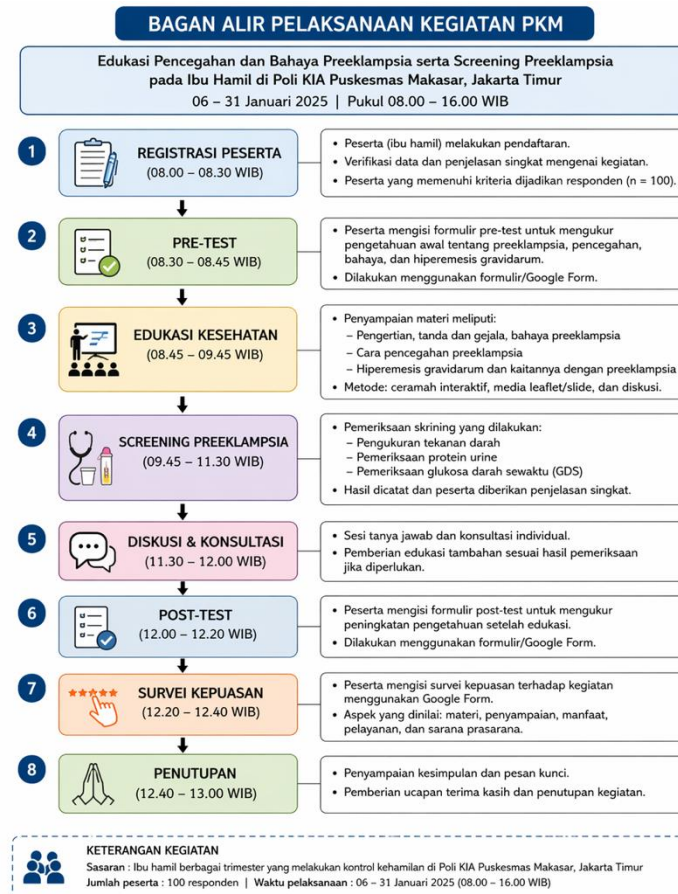 BAGAN ALIR PELAKSANAAN KEGIATAN PKM
Edukasi Pencegahan dan Bahaya Preeklampsia serta Screening Preeklampsia
pada Ibu Hamil di Poli KIA Puskesmas Makasar, Jakarta Timur
06 – 31 Januari 2025 | Pukul 08.00 – 16.00 WIB
1
REGISTRASI PESERTA
(08.00 – 08.30 WIB)
• Peserta (ibu hamil) melakukan pendaftaran.
• Verifikasi data dan penjelasan singkat mengenai kegiatan.
• Peserta yang memenuhi kriteria dijadikan responden (n = 100).
2
PRE-TEST
(08.30 – 08.45 WIB)
• Peserta mengisi formulir pre-test untuk mengukur
pengetahuan awal tentang preeklampsia, pencegahan,
bahaya, dan hiperemesis gravidarum.
• Dilakukan menggunakan formulir/Google Form.
3
EDUKASI KESEHATAN
(08.45 – 09.45 WIB)
• Penyampaian materi meliputi:
– Pengertian, tanda dan gejala, bahaya preeklampsia
– Cara pencegahan preeklampsia
– Hiperemesis gravidarum dan kaitannya dengan preeklampsia
• Metode: ceramah interaktif, media leaflet/slide, dan diskusi.
4
SCREENING PREEKLAMPSIA
(09.45 – 11.30 WIB)
• Pemeriksaan skrining yang dilakukan:
– Pengukuran tekanan darah
– Pemeriksaan protein urine
– Pemeriksaan glukosa darah sewaktu (GDS)
• Hasil dicatat dan peserta diberikan penjelasan singkat.
5
DISKUSI & KONSULTASI
(11.30 – 12.00 WIB)
• Sesi tanya jawab dan konsultasi individual.
• Pemberian edukasi tambahan sesuai hasil pemeriksaan
jika diperlukan.
6
POST-TEST
(12.00 – 12.20 WIB)
• Peserta mengisi formulir post-test untuk mengukur
peningkatan pengetahuan setelah edukasi.
• Dilakukan menggunakan formulir/Google Form.
7
SURVEI KEPUASAN
(12.20 – 12.40 WIB)
• Peserta mengisi survei kepuasan terhadap kegiatan
menggunakan Google Form.
• Aspek yang dinilai: materi, penyampaian, manfaat,
pelayanan, dan sarana prasarana.
8
PENUTUPAN
(12.40 – 13.00 WIB)
• Penyampaian kesimpulan dan pesan kunci.
• Pemberian ucapan terima kasih dan penutupan kegiatan.
KETERANGAN KEGIATAN
Sasaran : Ibu hamil berbagai trimester yang melakukan kontrol kehamilan di Poli KIA Puskesmas Makasar, Jakarta Timur
Jumlah peserta : 100 responden | Waktu pelaksanaan : 06 – 31 Januari 2025 (08.00 – 16.00 WIB)